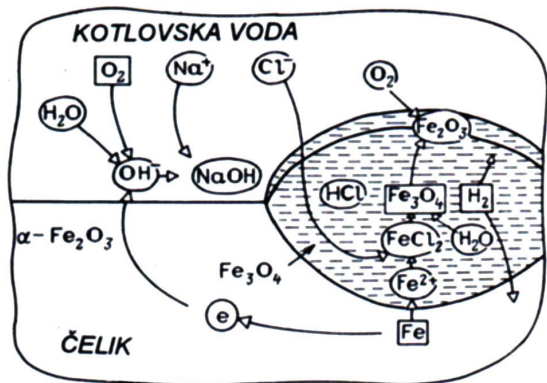 KOTLOVSKA VODA
O₂ Na⁺ Cl⁻ O₂
H₂O Fe₂O₃
OH⁻ NaOH HCl Fe₃O₄ H₂
α-Fe₂O₃ FeCl₂ H₂O
Fe₃O₄ Fe²⁺
e Fe
ČELIK